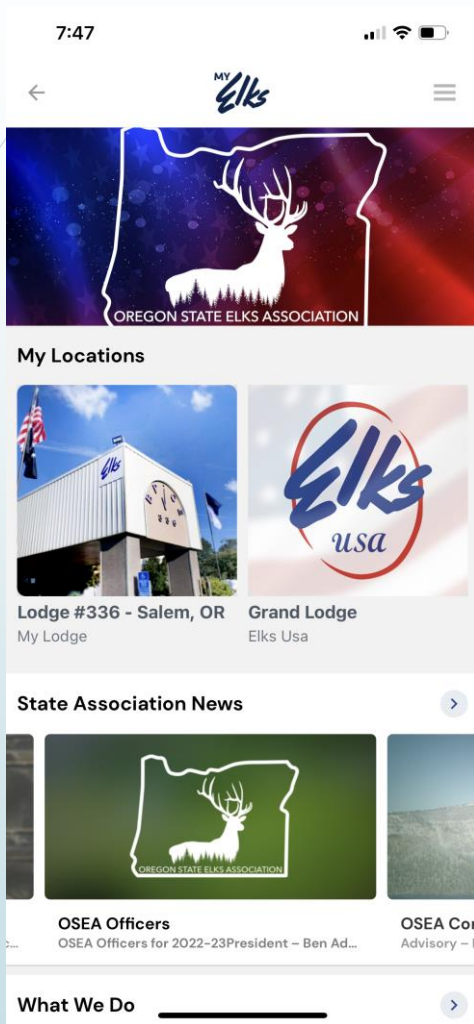 7:47
MY
Elks
OREGON STATE ELKS ASSOCIATION
My Locations
Elks
336
Elks
usa
Lodge #336 - Salem, OR
My Lodge
Grand Lodge
Elks Usa
State Association News
OREGON STATE ELKS ASSOCIATION
OSEA Officers
OSEA Officers for 2022-23President – Ben Ad...
c...
OSEA Co
Advisory –
What We Do